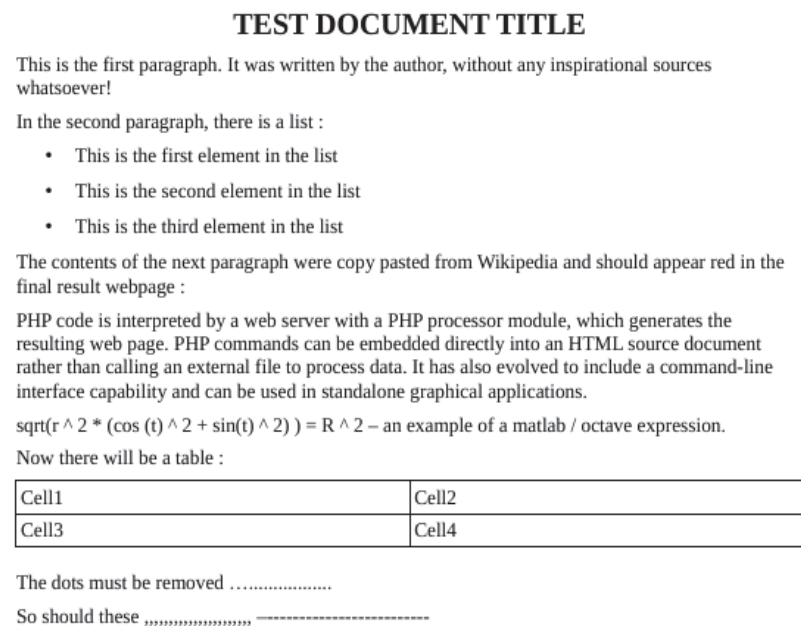 TEST DOCUMENT TITLE
This is the first paragraph. It was written by the author, without any inspirational sources
whatsoever!
In the second paragraph, there is a list :
• This is the first element in the list
• This is the second element in the list
• This is the third element in the list
The contents of the next paragraph were copy pasted from Wikipedia and should appear red in the
final result webpage :
PHP code is interpreted by a web server with a PHP processor module, which generates the
resulting web page. PHP commands can be embedded directly into an HTML source document
rather than calling an external file to process data. It has also evolved to include a command-line
interface capability and can be used in standalone graphical applications.
sqrt(r ^ 2 * (cos (t) ^ 2 + sin(t) ^ 2) ) = R ^ 2 – an example of a matlab / octave expression.
Now there will be a table :
Cell1 Cell2
Cell3 Cell4
The dots must be removed ….................
So should these ,,,,,,,,,,,,,,,,,,,,,, —-------------------------